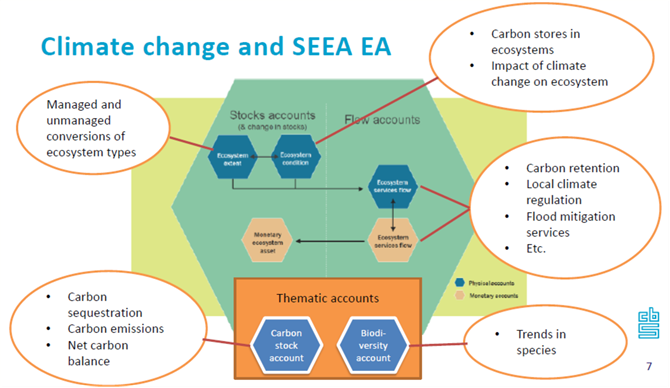 Climate change and SEEA EA
• Carbon stores in
ecosystems
• Impact of climate
change on ecosystem
Managed and
unmanaged
conversions of
ecosystem types
Stocks accounts
(& change in stocks)
Flow accounts
Ecosystem
extent
Ecosystem
condition
Ecosystem
services flow
Monetary
ecosystem
asset
Ecosystem
services flow
• Carbon retention
• Local climate
regulation
• Flood mitigation
services
• Etc.
Physical accounts
Monetary accounts
Thematic accounts
Carbon
stock
account
Biodi-
versity
account
• Carbon
sequestration
• Carbon emissions
• Net carbon
balance
• Trends in
species
cbs
7